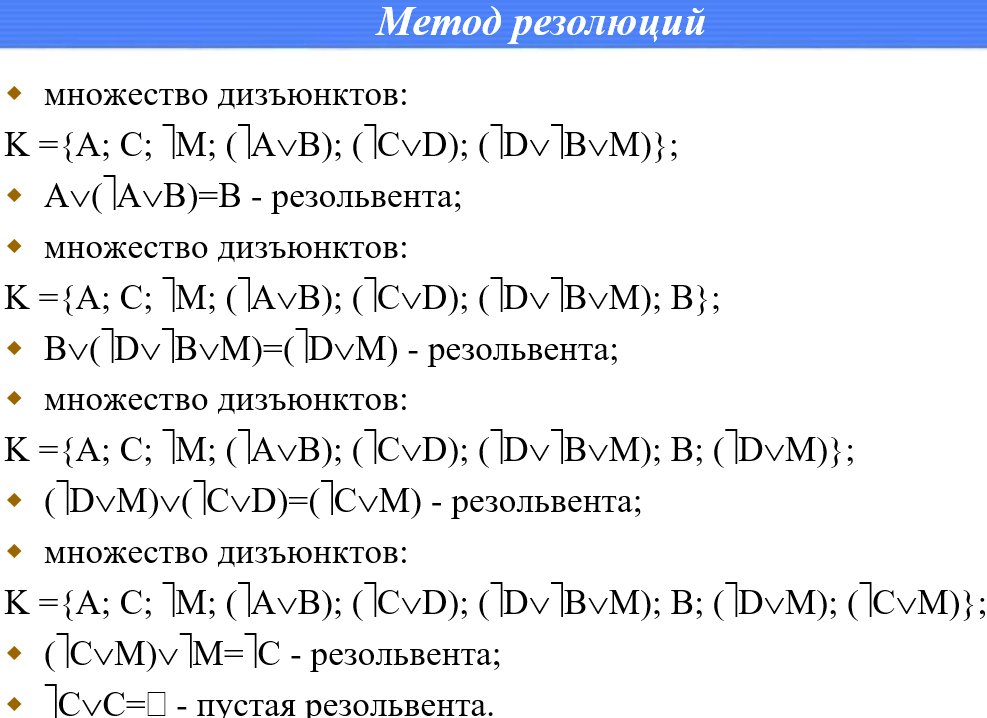 Метод резолюций
множество дизъюнктов:
K ={A; C; ⏋M; (⏋A∨B); (⏋C∨D); (⏋D∨⏋B∨M)};
A∨(⏋A∨B)=B - резольвента;
множество дизъюнктов:
K ={A; C; ⏋M; (⏋A∨B); (⏋C∨D); (⏋D∨⏋B∨M); B};
B∨(⏋D∨⏋B∨M)=(⏋D∨M) - резольвента;
множество дизъюнктов:
K ={A; C; ⏋M; (⏋A∨B); (⏋C∨D); (⏋D∨⏋B∨M); B; (⏋D∨M)};
(⏋D∨M)∨(⏋C∨D)=(⏋C∨M) - резольвента;
множество дизъюнктов:
K ={A; C; ⏋M; (⏋A∨B); (⏋C∨D); (⏋D∨⏋B∨M); B; (⏋D∨M); (⏋C∨M)};
(⏋C∨M)∨⏋M=⏋C - резольвента;
⏋C∨C=□ - пустая резольвента.